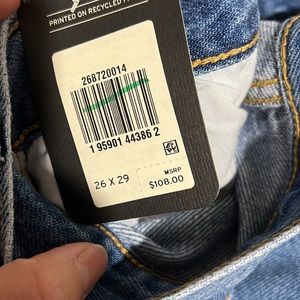 PRINTED ON RECYCLED
268720014
1 95901 44386 2
26 X 29
MSRP
$108.00